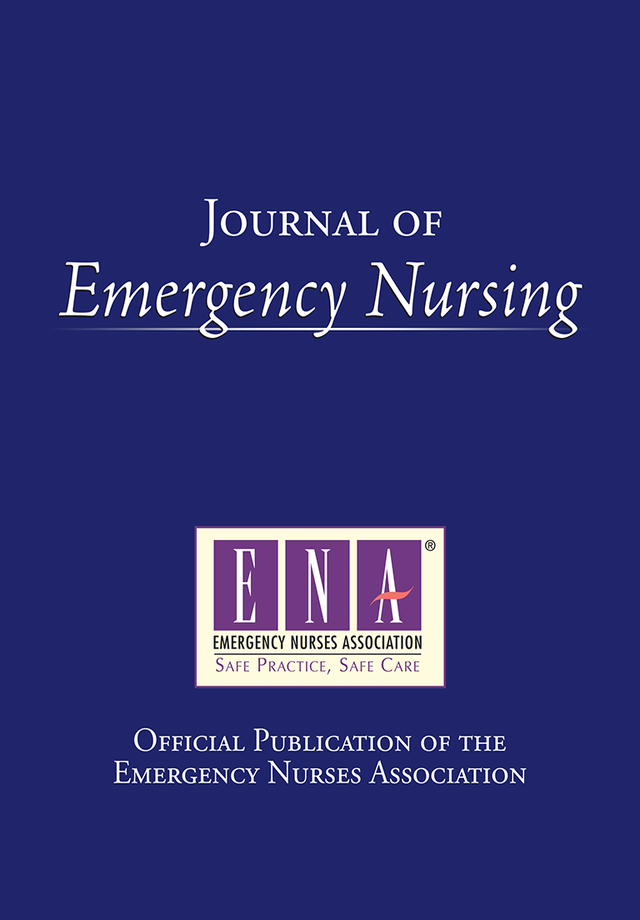 JOURNAL OF
Emergency Nursing
ENA®
EMERGENCY NURSES ASSOCIATION
SAFE PRACTICE, SAFE CARE
OFFICIAL PUBLICATION OF THE
EMERGENCY NURSES ASSOCIATION